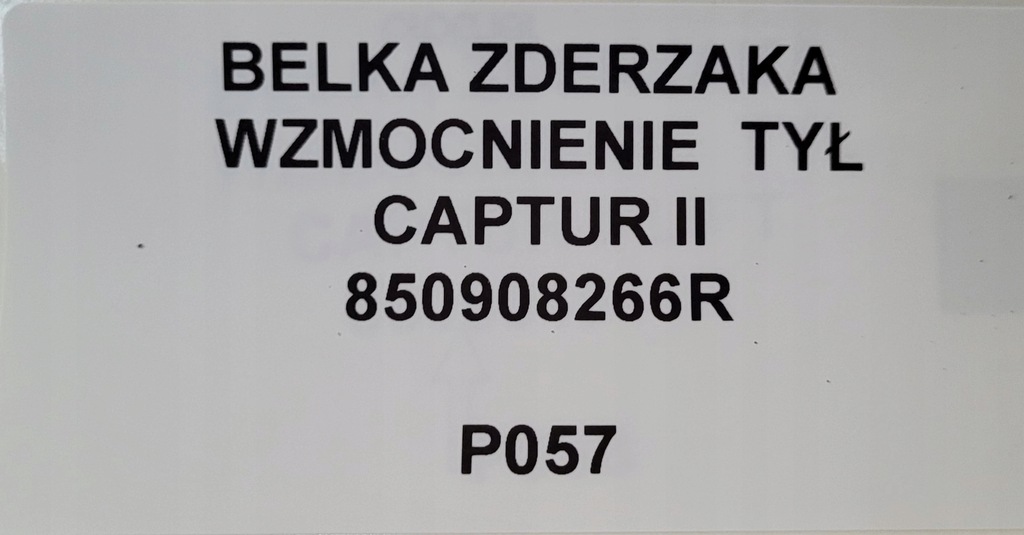 BELKA ZDERZAKA
WZMOCNIENIE TYŁ
CAPTUR II
850908266R
P057